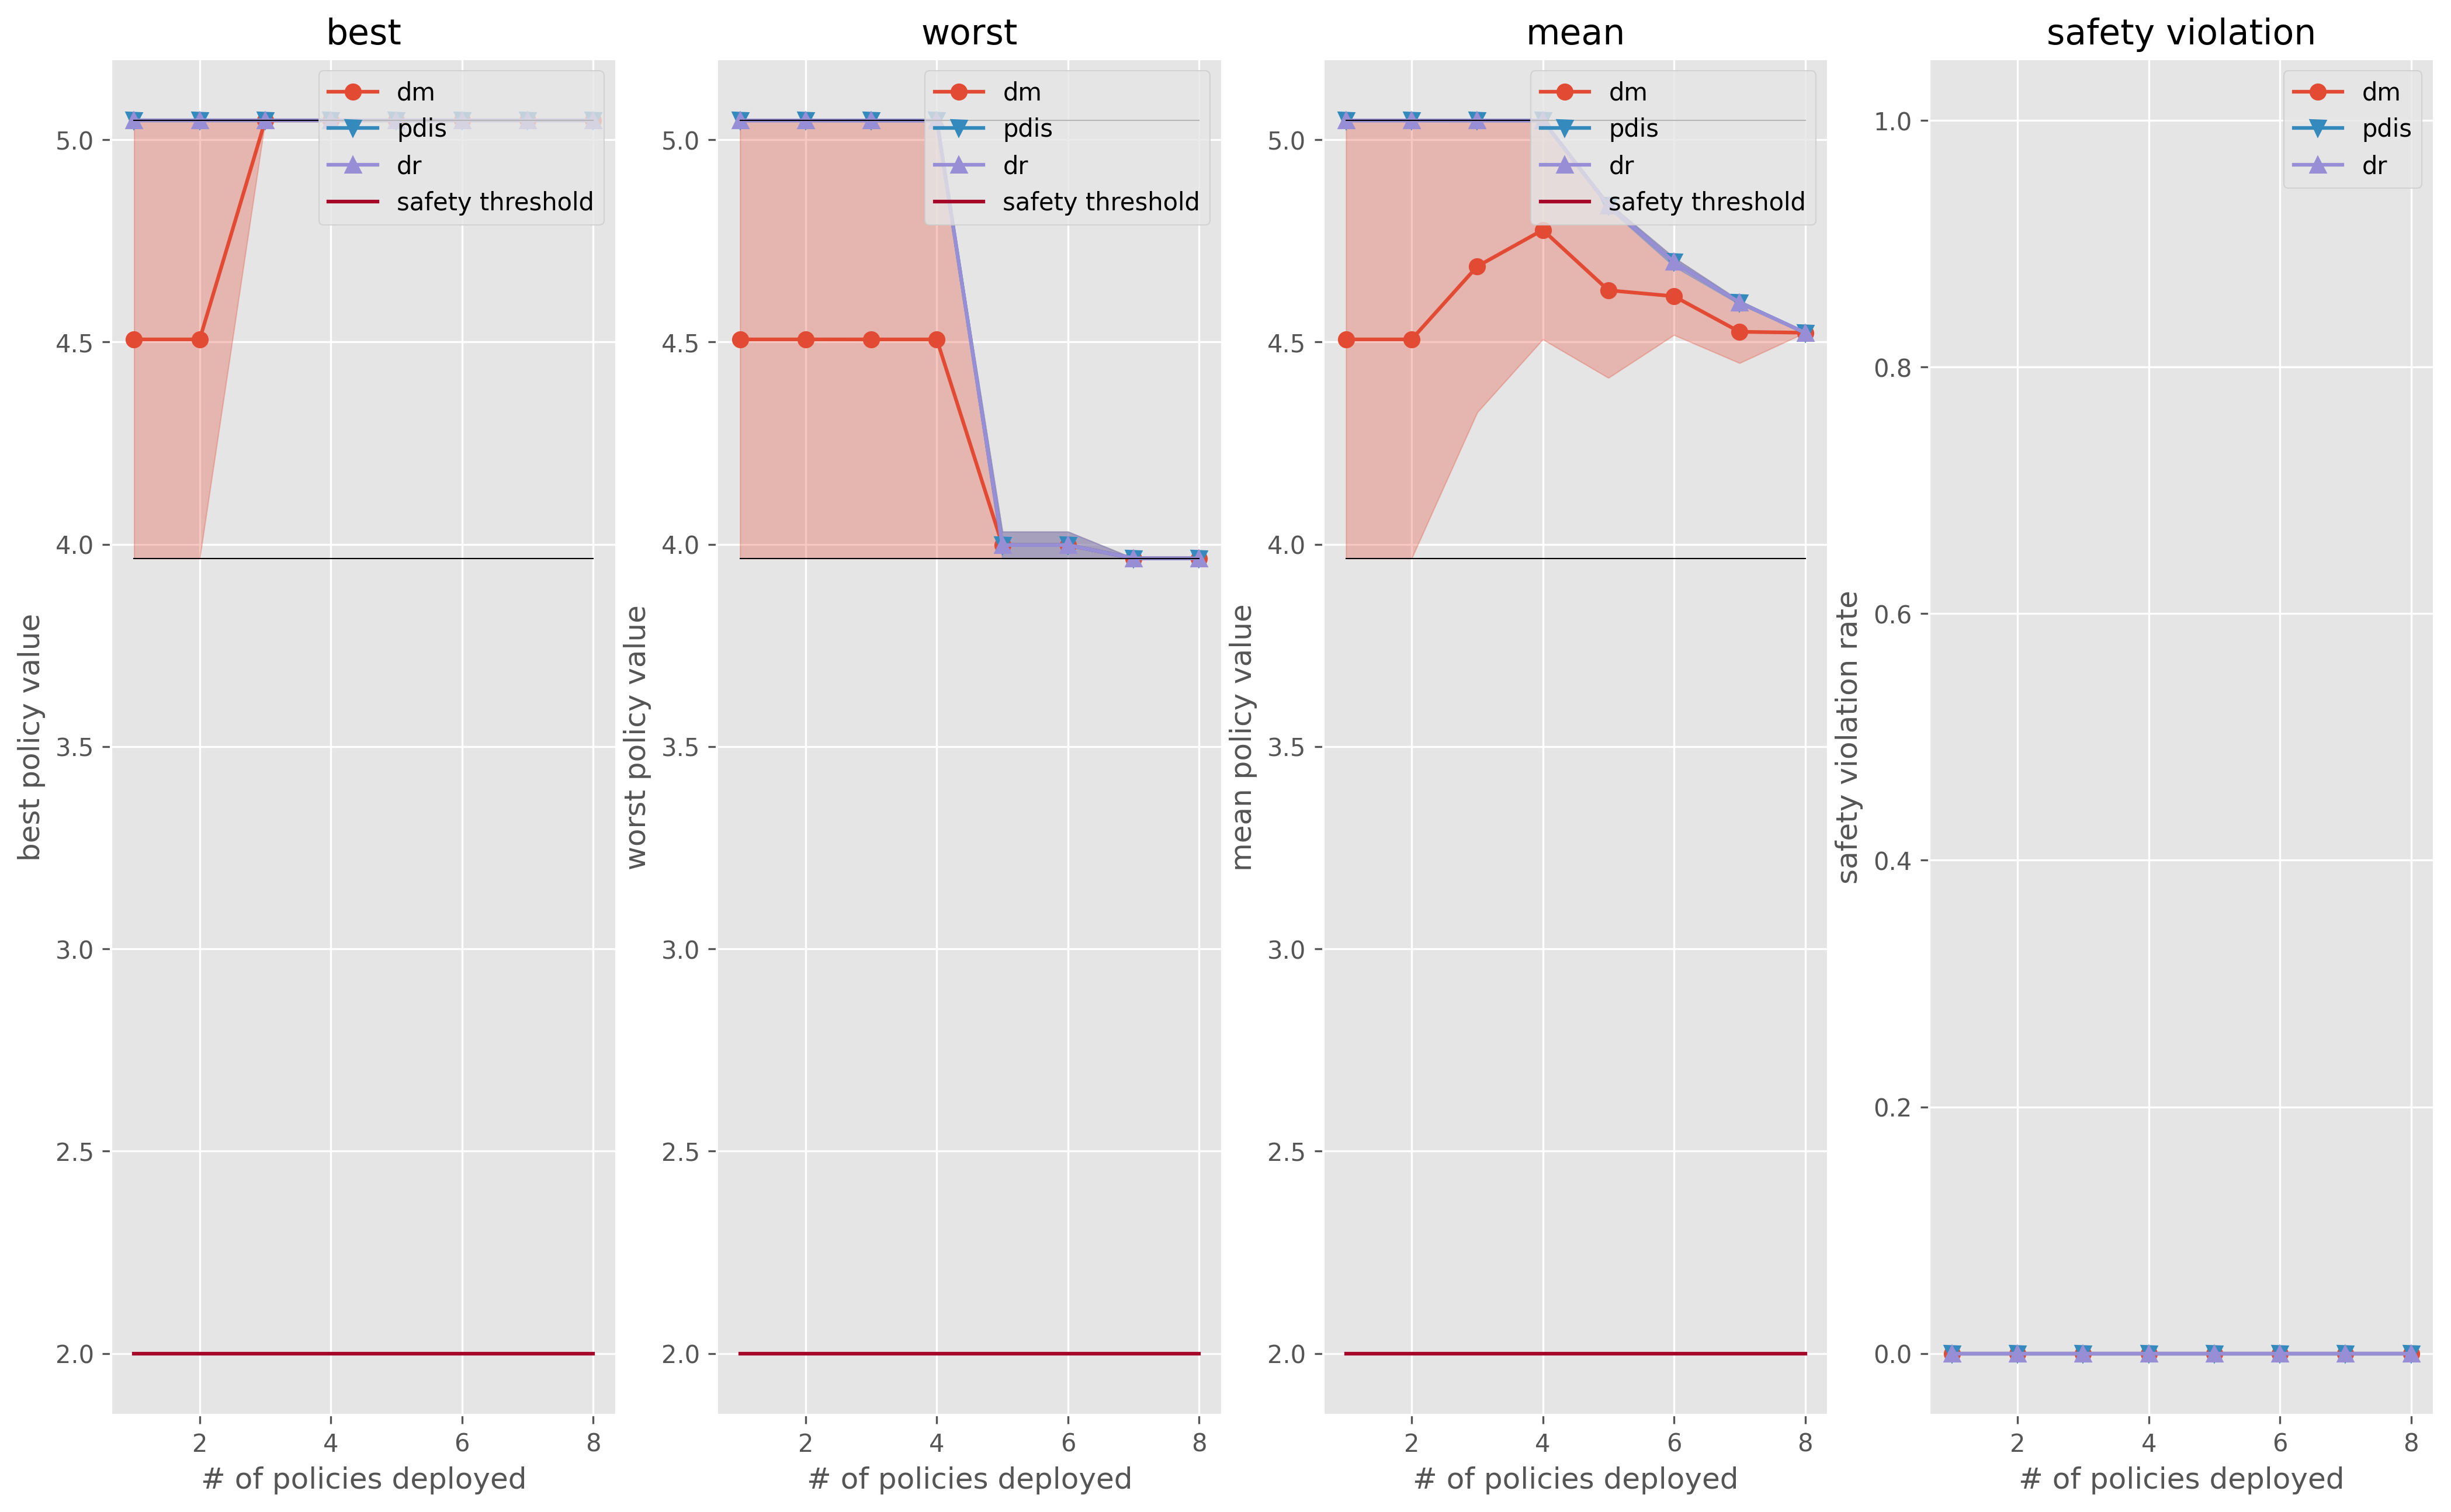 best
worst
mean
safety violation
dm
pdis
dr
safety threshold
dm
pdis
dr
safety threshold
dm
pdis
dr
safety threshold
dm
pdis
dr
best policy value
5.0
4.5
4.0
3.5
3.0
2.5
2.0
2 4 6 8
# of policies deployed
worst policy value
5.0
4.5
4.0
3.5
3.0
2.5
2.0
2 4 6 8
# of policies deployed
mean policy value
5.0
4.5
4.0
3.5
3.0
2.5
2.0
2 4 6 8
# of policies deployed
safety violation rate
1.0
0.8
0.6
0.4
0.2
0.0
2 4 6 8
# of policies deployed